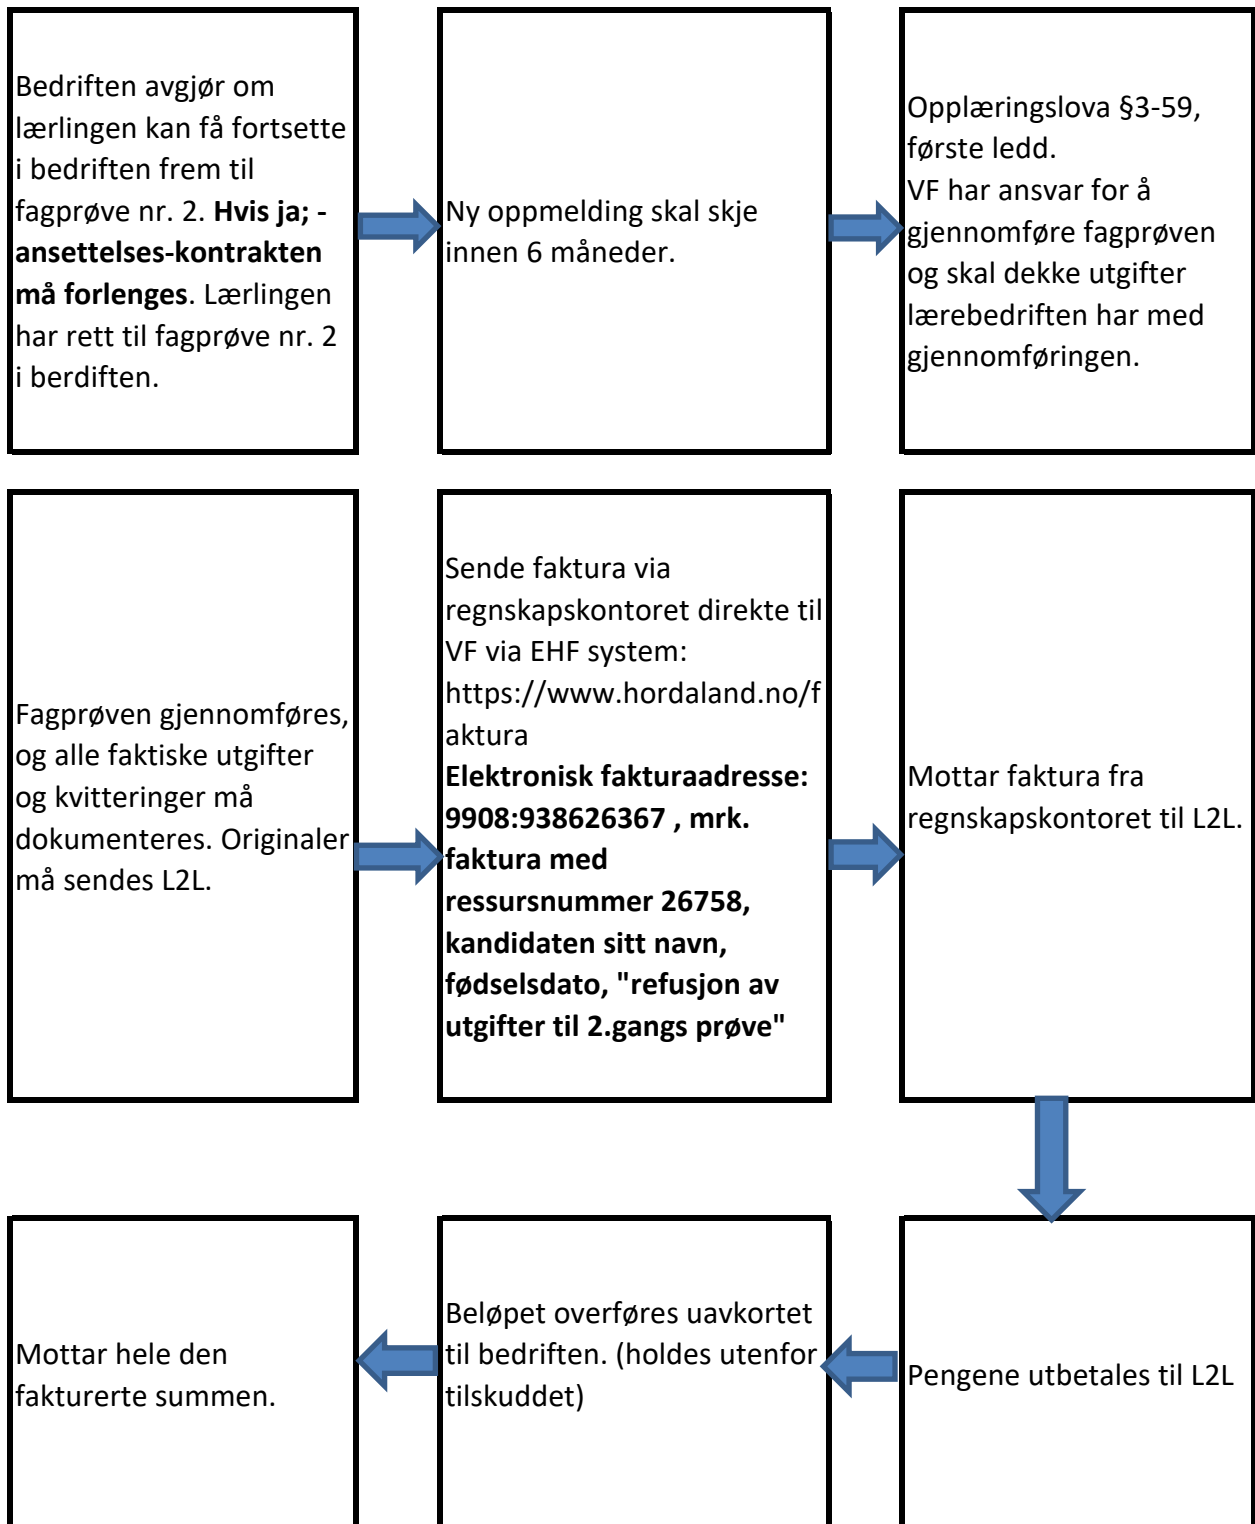 Bedriften avgjør om
lærlingen kan få fortsette
i bedriften frem til
fagprøve nr. 2. Hvis ja; -
ansettelses-kontrakten
må forlenges. Lærlingen
har rett til fagprøve nr. 2
i berdiften.
Ny oppmelding skal skje
innen 6 måneder.
Opplæringslova §3-59,
første ledd.
VF har ansvar for å
gjennomføre fagprøven
og skal dekke utgifter
lærebedriften har med
gjennomføringen.
Fagprøven gjennomføres,
og alle faktiske utgifter
og kvitteringer må
dokumenteres. Originaler
må sendes L2L.
Sende faktura via
regnskapskontoret direkte til
VF via EHF system:
https://www.hordaland.no/f
aktura
Elektronisk fakturaadresse:
9908:938626367 , mrk.
faktura med
ressursnummer 26758,
kandidaten sitt navn,
fødselsdato, "refusjon av
utgifter til 2.gangs prøve"
Mottar faktura fra
regnskapskontoret til L2L.
Mottar hele den
fakturerte summen.
Beløpet overføres uavkortet
til bedriften. (holdes utenfor
tilskuddet)
Pengene utbetales til L2L